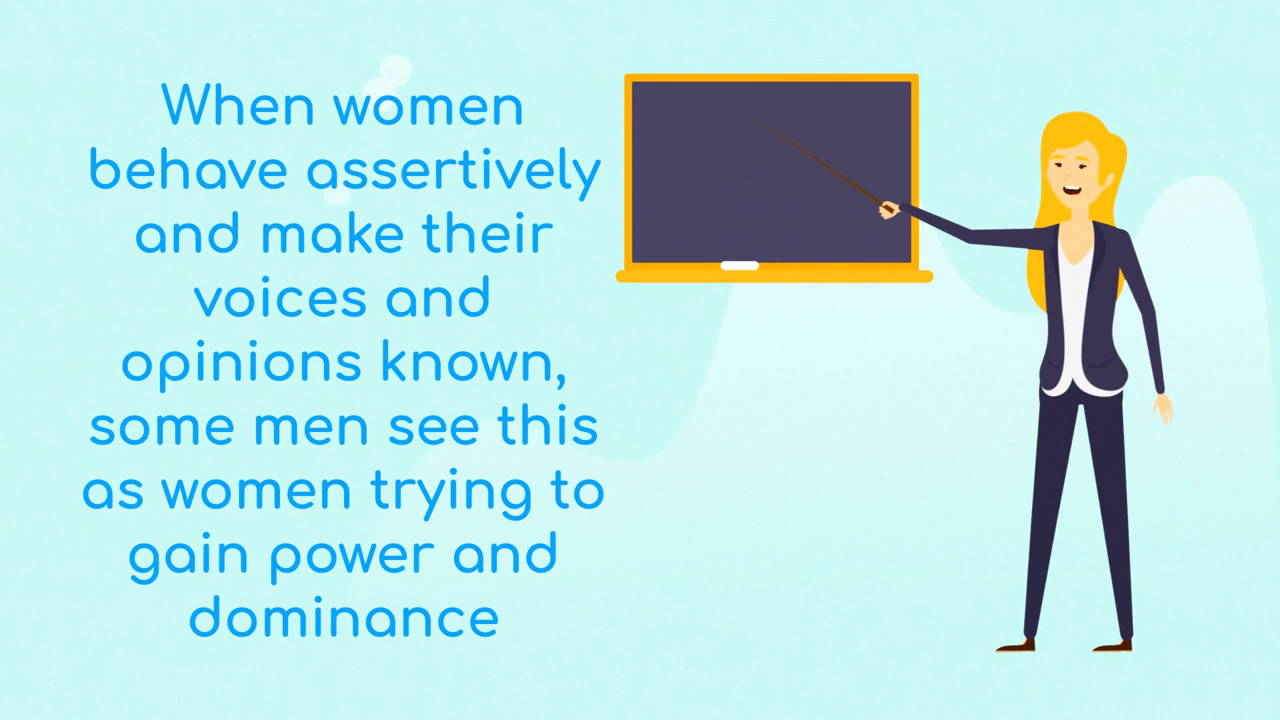 When women
behave assertively
and make their
voices and
opinions known,
some men see this
as women trying to
gain power and
dominance